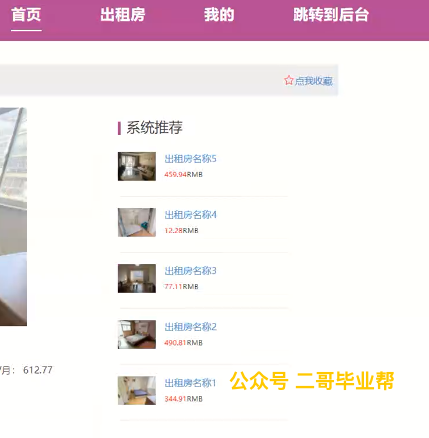 首页 出租房 我的 跳转到后台
☆点我收藏
系统推荐
出租房名称5
459.94RMB
出租房名称4
12.28RMB
出租房名称3
77.11RMB
出租房名称2
490.81RMB
/月: 612.77
出租房名称1
344.91RMB
公众号 二哥毕业帮